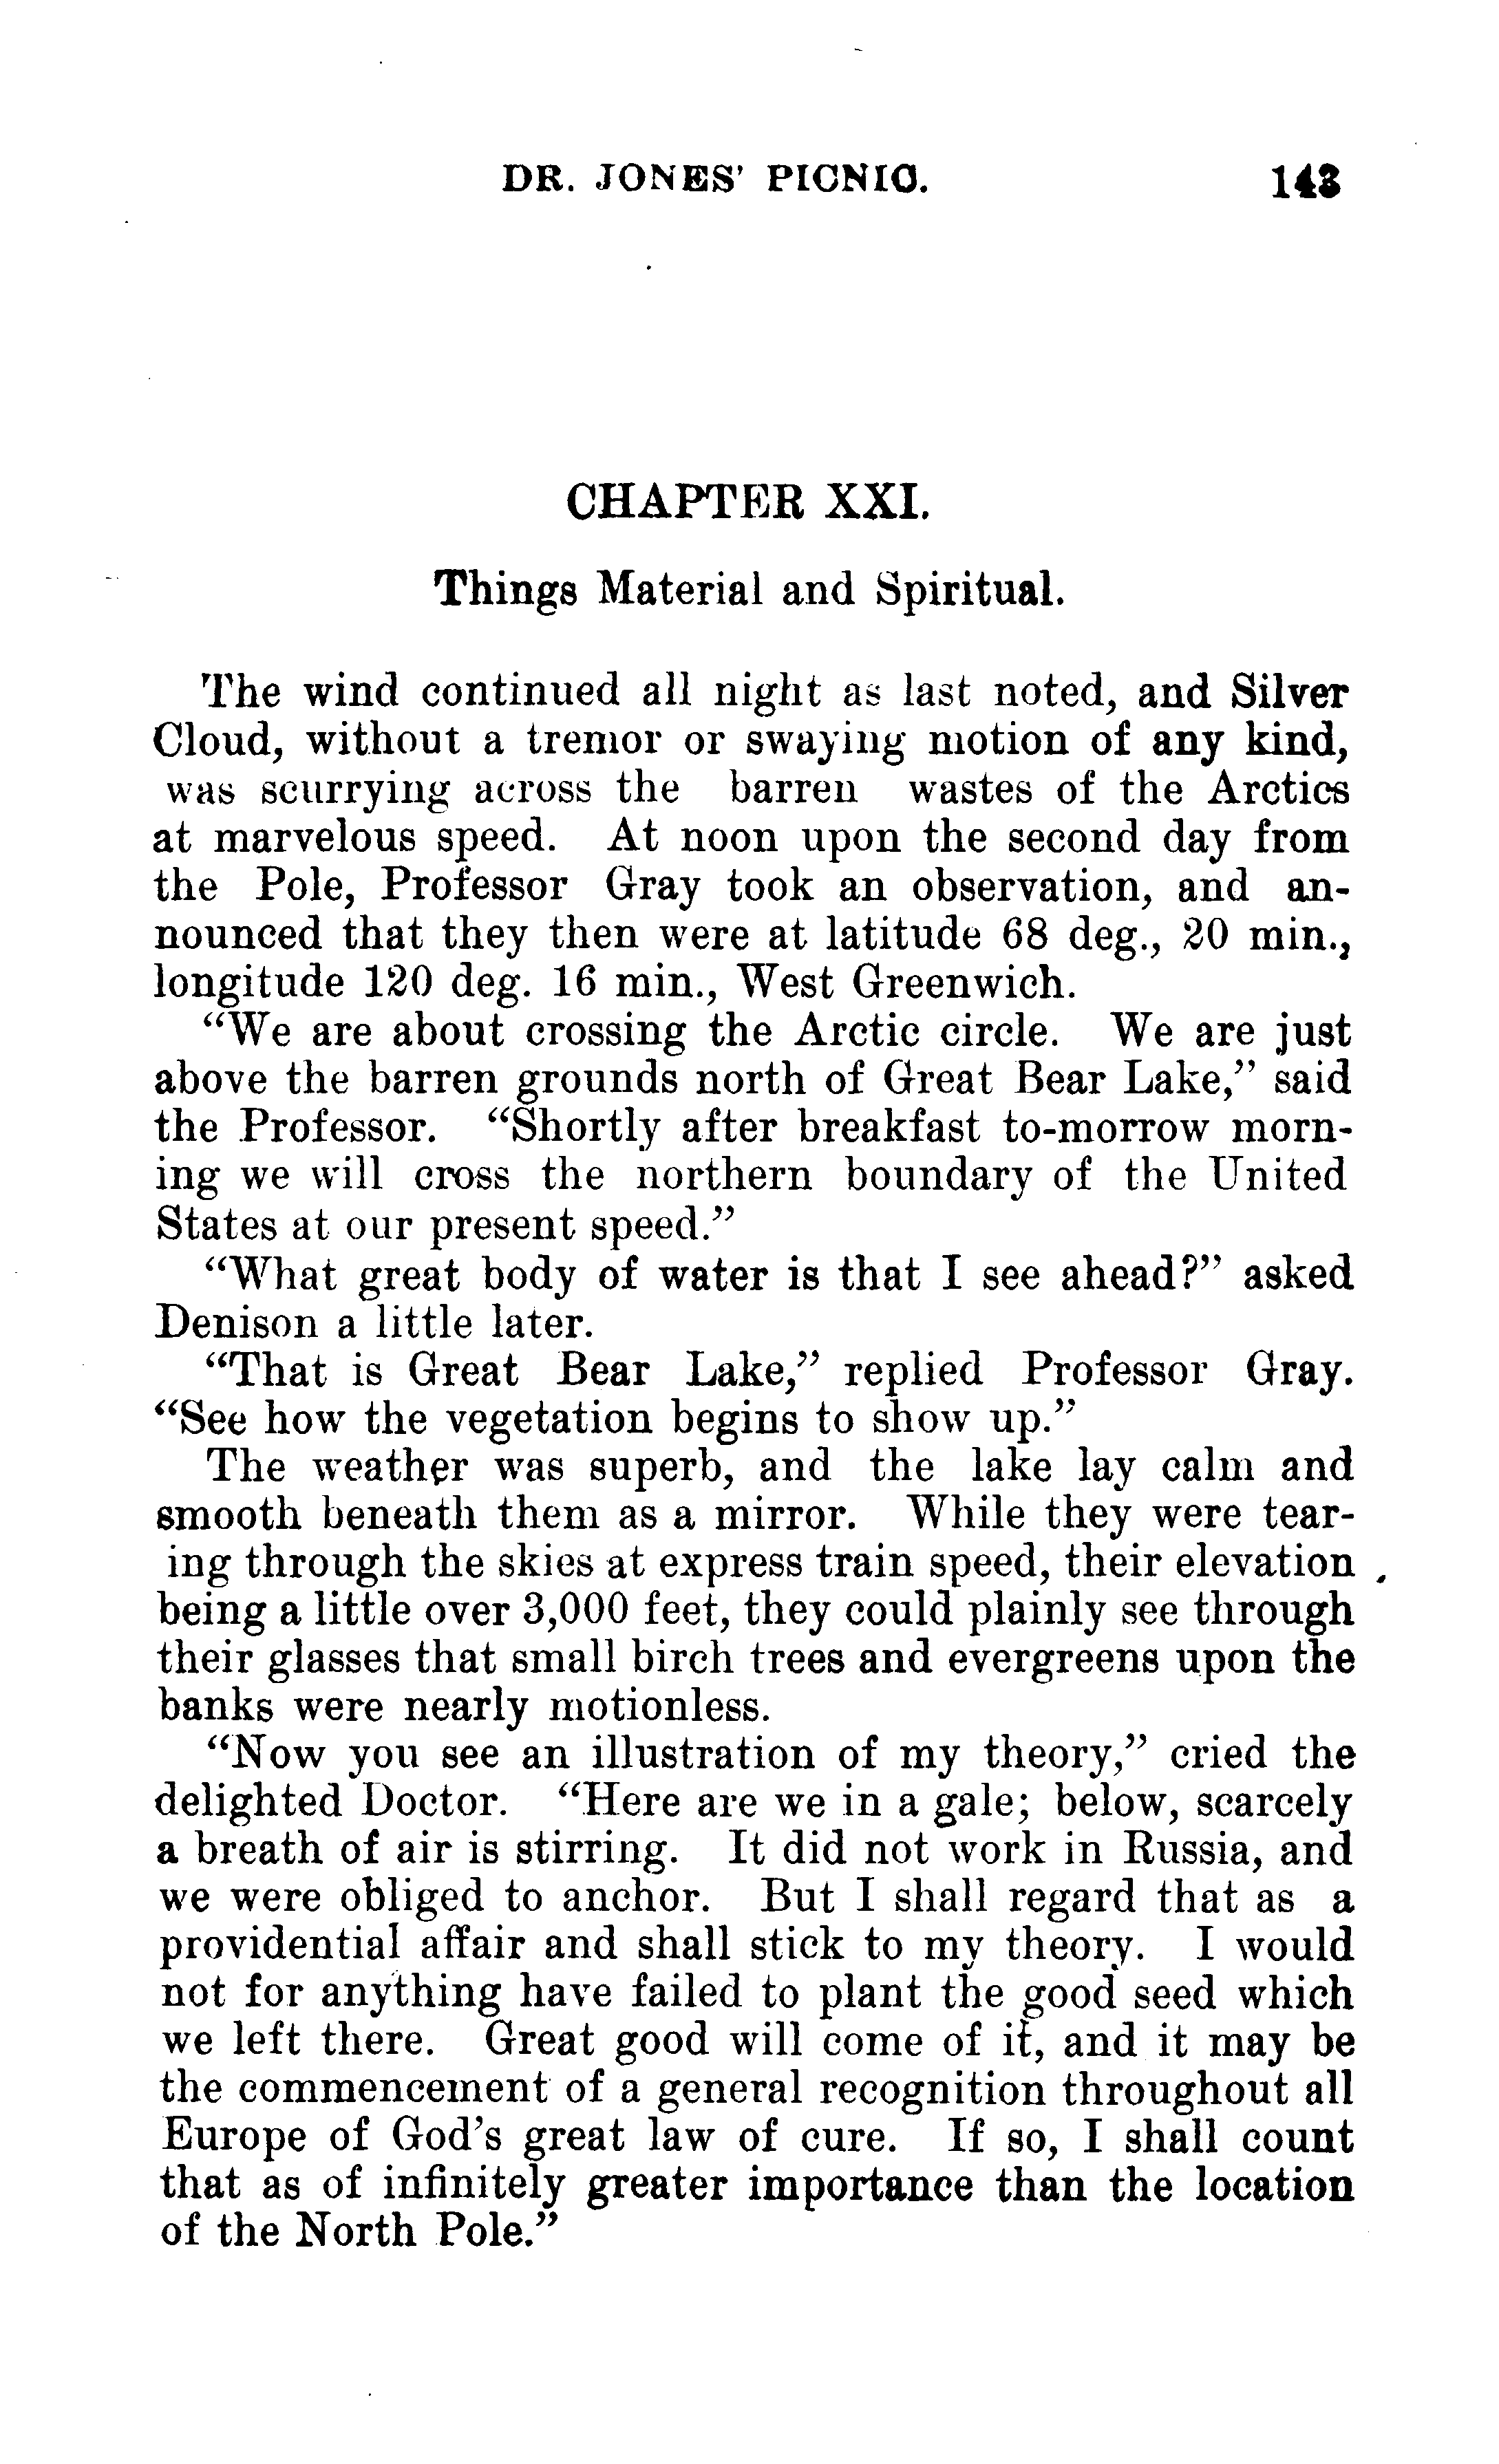 DR. JONES' PICNIC. 143
CHAPTER XXI.
Things Material and Spiritual.
The wind continued all night as last noted, and Silver
Cloud, without a tremor or swaying motion of any kind,
was scurrying across the barren wastes of the Arctics
at marvelous speed. At noon upon the second day from
the Pole, Professor Gray took an observation, and an-
nounced that they then were at latitude 68 deg., 20 min.,
longitude 120 deg. 16 min., West Greenwich.
"We are about crossing the Arctic circle. We are just
above the barren grounds north of Great Bear Lake," said
the Professor. "Shortly after breakfast to-morrow morn-
ing we will cross the northern boundary of the United
States at our present speed."
"What great body of water is that I see ahead?" asked
Denison a little later.
"That is Great Bear Lake," replied Professor Gray.
"See how the vegetation begins to show up."
The weather was superb, and the lake lay calm and
smooth beneath them as a mirror. While they were tear-
ing through the skies at express train speed, their elevation
being a little over 3,000 feet, they could plainly see through
their glasses that small birch trees and evergreens upon the
banks were nearly motionless.
"Now you see an illustration of my theory," cried the
delighted Doctor. "Here are we in a gale; below, scarcely
a breath of air is stirring. It did not work in Russia, and
we were obliged to anchor. But I shall regard that as a
providential affair and shall stick to my theory. I would
not for anything have failed to plant the good seed which
we left there. Great good will come of it, and it may be
the commencement of a general recognition throughout all
Europe of God's great law of cure. If so, I shall count
that as of infinitely greater importance than the location
of the North Pole."